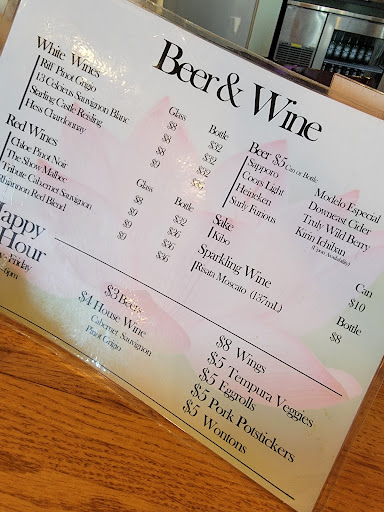 Beer & Wine
White Wines Glass Bottle
Riff Pinot Grigio $8 $32
13 Celcius Sauvignon Blanc $8 $32
Starling Castle Reisling $8 $32
Hess Chardonnay $9
Red Wines Glass Bottle
Chloe Pinot Noir $9
The Show Malbec $8 $32
Tribute Cabernet Sauvignon $9 $36
Rhiannon Red Blend $9 $36
Beer $5 Can or Bottle
Sapporo Modelo Especial
Coors Light Downeast Cider
Heineken Truly Wild Berry
Surly Furious Kirin Ichiban
Sake Can
Kibo $10
Sparkling Wine Bottle
Risata Moscato (187mL) $8
Happy
Hour
Friday
6pm
$3 Beers
$4 House Wine
Cabernet Sauvignon
Pinot Grigio
$8 Wings
$5 Tempura Veggies
$5 Eggrolls
$5 Pork Potstickers
$5 Wontons